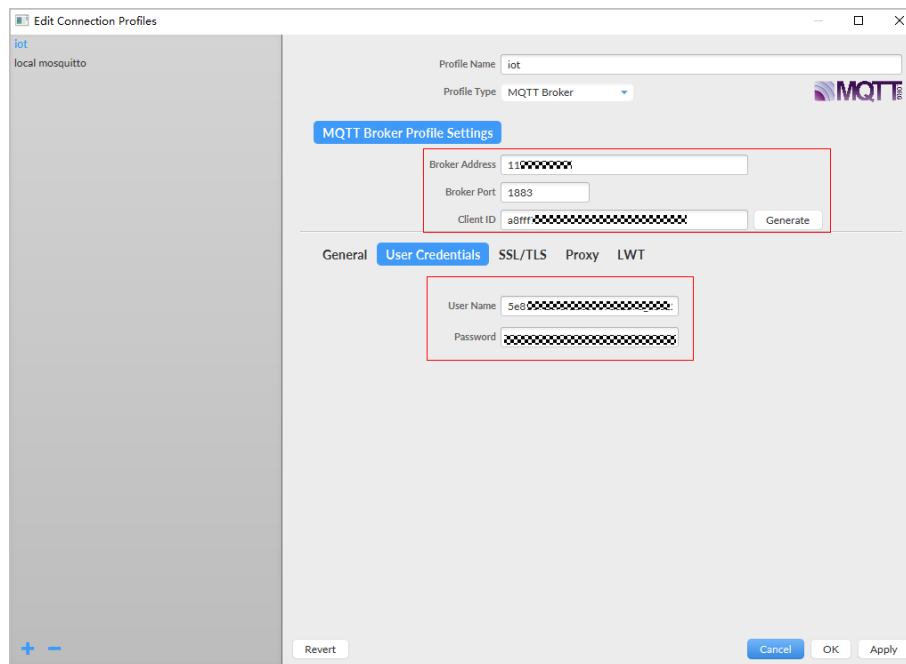 Edit Connection Profiles
iot
local mosquitto
Profile Name iot
Profile Type MQTT Broker
MQTT.ORG
MQTT Broker Profile Settings
Broker Address 11
Broker Port 1883
Client ID a8fff Generate
General User Credentials SSL/TLS Proxy LWT
User Name 5e8
Password
Revert Cancel OK Apply